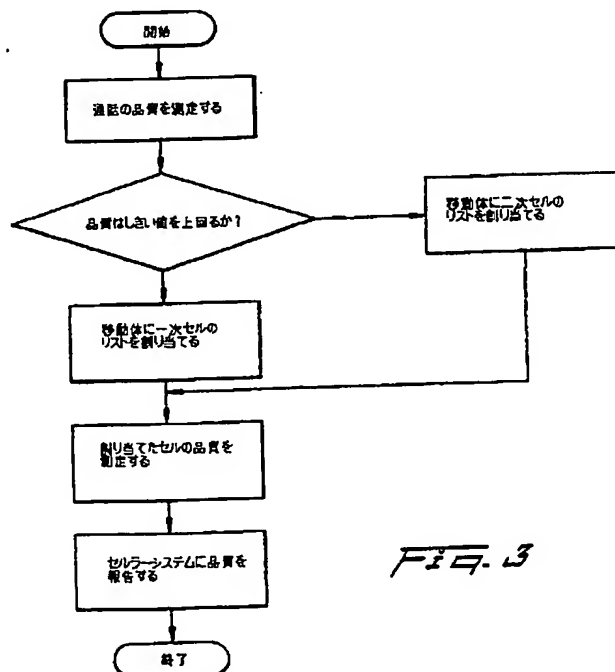 開始
通話の品質を測定する
品質はしきい値を上回るか?
移動体に二次セルの
リストを割り当てる
移動体に一次セルの
リストを割り当てる
割り当てたセルの品質を
測定する
セルラーシステムに品質を
報告する
終了
Fig. 3